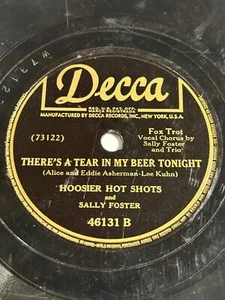 W73122
Decca
REG. U.S. PAT. OFF.
MANUFACTURED BY DECCA RECORDS, INC., NEW YORK, U.S.A.
(73122)
Fox Trot
Vocal Chorus by
Sally Foster
and Trio
THERE'S A TEAR IN MY BEER TONIGHT
(Alice and Eddie Asherman-Lee Kuhn)
HOOSIER HOT SHOTS
and
SALLY FOSTER
46131 B